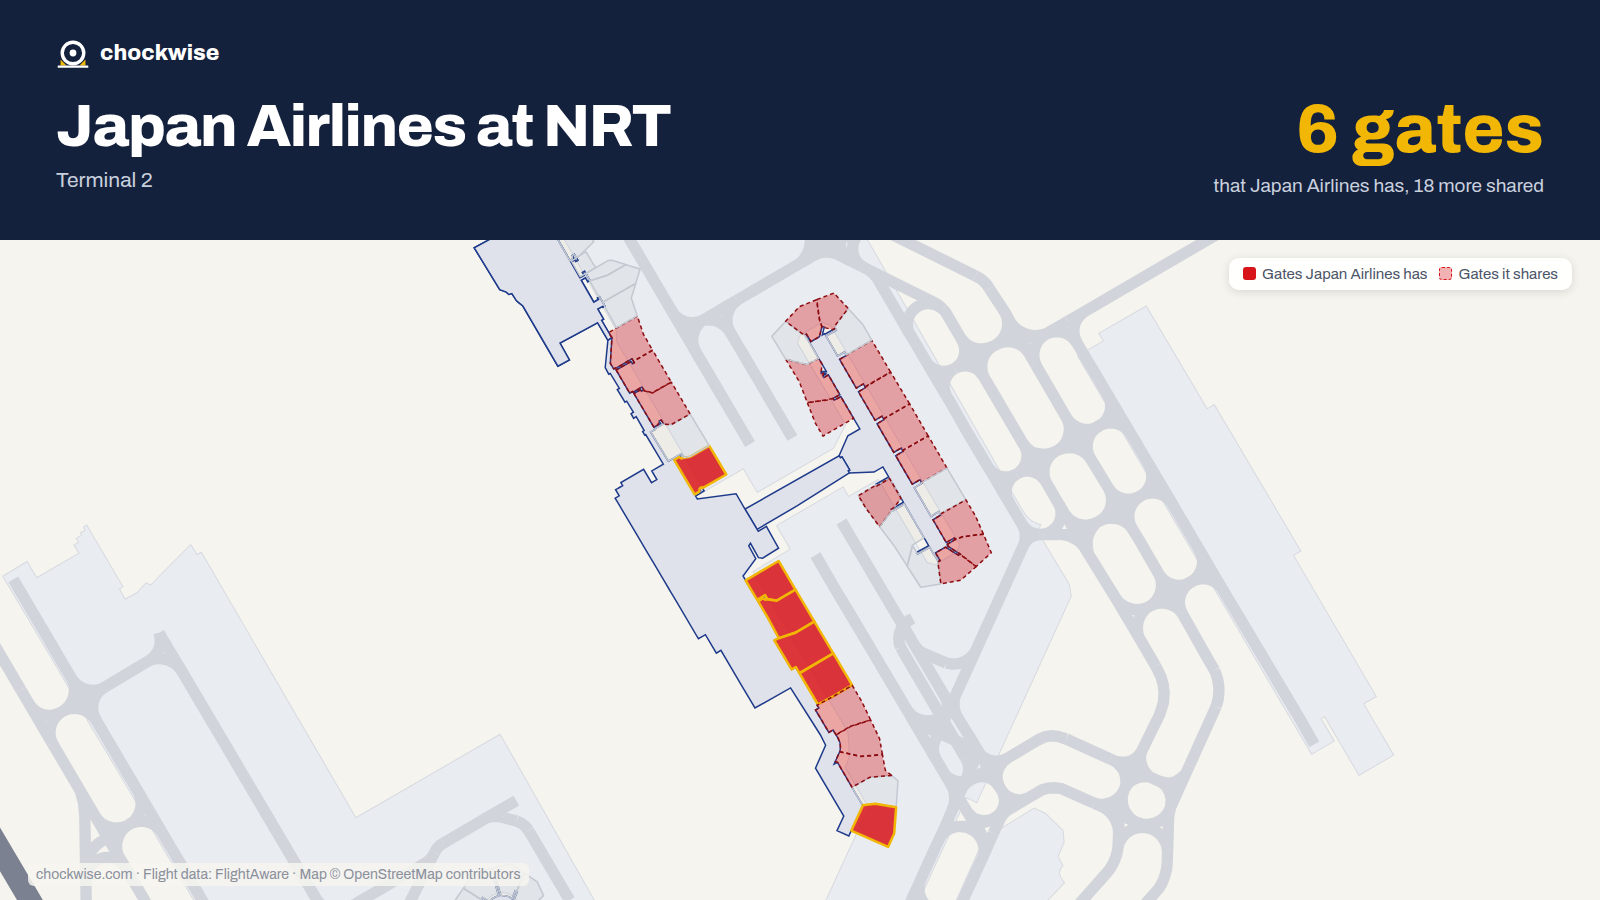 chockwise
Japan Airlines at NRT
Terminal 2
6 gates
that Japan Airlines has, 18 more shared
Gates Japan Airlines has
Gates it shares
chockwise.com · Flight data: FlightAware · Map © OpenStreetMap contributors